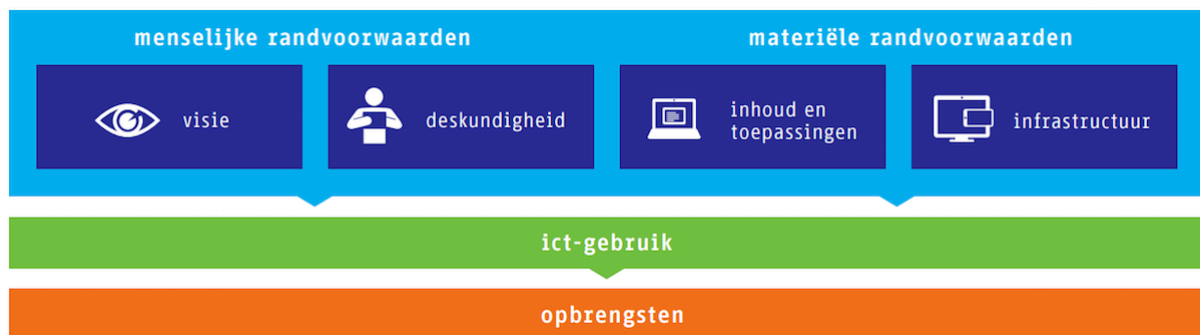 menselijke randvoorwaarden
materiële randvoorwaarden
visie
deskundigheid
inhoud en
toepassingen
infrastructuur
ict-gebruik
opbrengsten